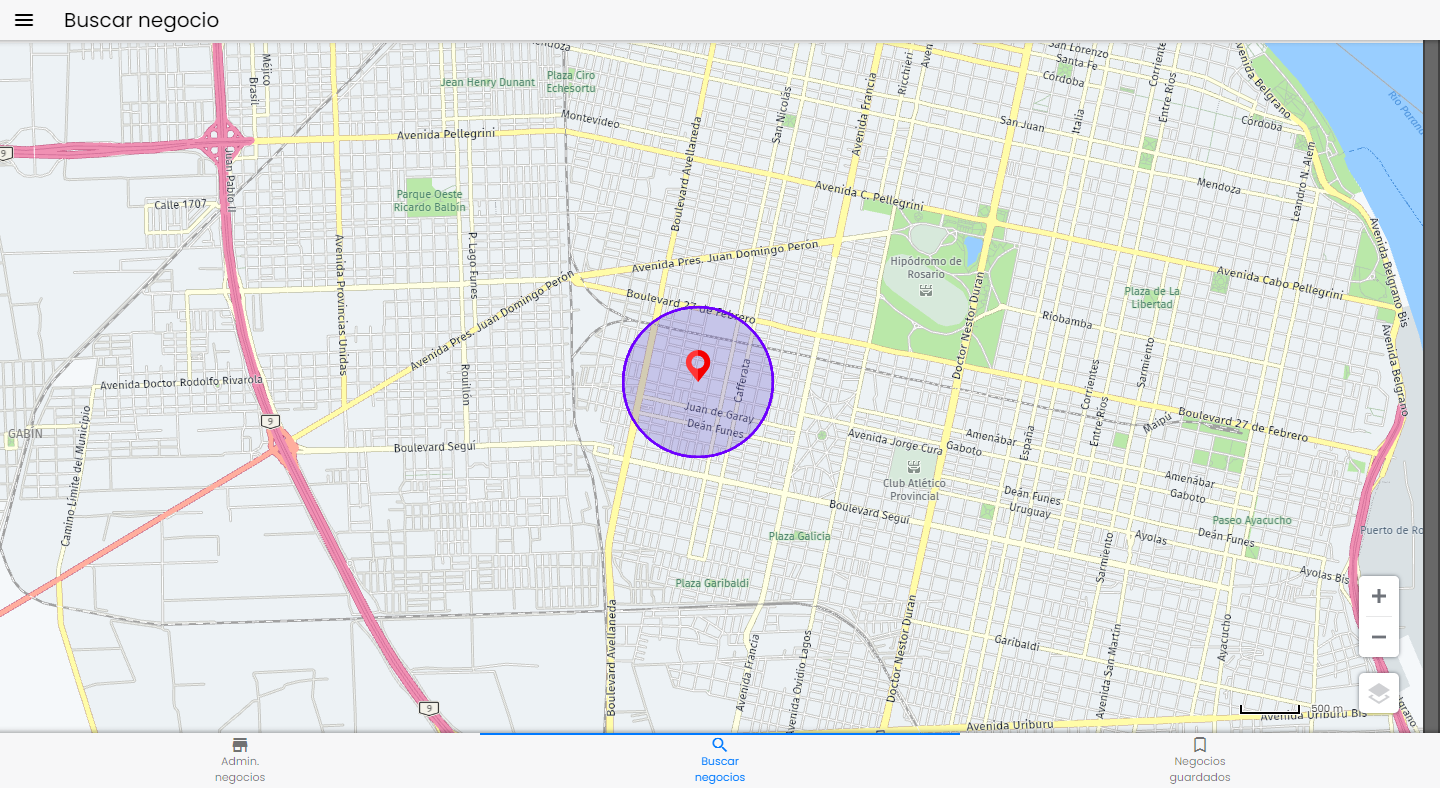 Buscar negocio
Mendoza
San Lorenzo
Santa Fe
Méjico
Brasil
Jean Henry Dunant
Plaza Ciro
Echesortu
Ricchieri
Aven
Córdoba
Corriente
Entre Ríos
Avenida Belgrano
Río Paraná
San Nicolás
Avenida Francia
Montevideo
Avenida Pellegrini
Boulevard Avellaneda
San Juan
Italia
Córdoba
9
Juan Pablo II
Leandro N. Alem
Mendoza
Parque Oeste
Ricardo Balbín
Calle 1707
Avenida C. Pellegrini
Avenida Belgrano Bis
Avenida Provincias Unidas
P. Lago Funes
Avenida Pres. Juan Domingo Perón
Hipódromo de
Rosario
Avenida Cabo Pellegrini
Plaza de La
Libertad
Boulevard 27 de Febrero
Doctor Nestor Duran
Riobamba
Avenida Pres. Juan Domingo Perón
Avenida Belgrano
Sarmiento
Corrientes
Rouillón
Cafferata
Avenida Doctor Rodolfo Rivarola
Juan de Garay
Deán Funes
Entre Ríos
Maipú
Boulevard 27 de Febrero
9
GABIN
Camino Límite del Municipio
Boulevard Seguí
Avenida Jorge Cura
Amenábar
Gaboto
España
Club Atlético
Provincial
Amenábar
Gaboto
Deán Funes
Uruguay
Boulevard Seguí
Paseo Ayacucho
Puerto de Ro
Plaza Galicia
Ayolas
Deán Funes
Sarmiento
Ayolas Bis
Plaza Garibaldi
Boulevard Avellaneda
Doctor Nestor Duran
Ayacucho
Avenida Francia
Avenida Ovidio Lagos
Garibaldi
Avenida San Martín
9
500 m
Avenida Uriburu
Avenida Uriburu Bis
elgrano
Admin.
negocios
Buscar
negocios
Negocios
guardados